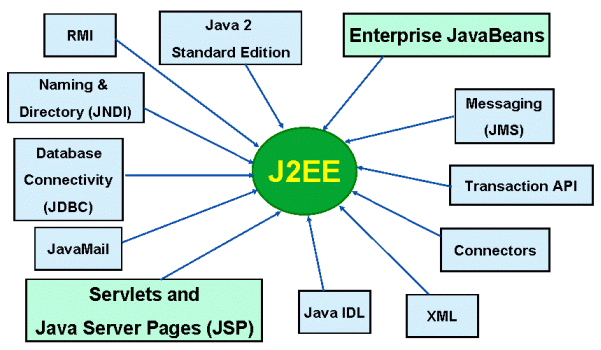 RMI
Java 2
Standard Edition
Enterprise JavaBeans
Naming &
Directory (JNDI)
Messaging
(JMS)
Database
Connectivity
(JDBC)
J2EE
Transaction API
JavaMail
Connectors
Servlets and
Java Server Pages (JSP)
Java IDL
XML